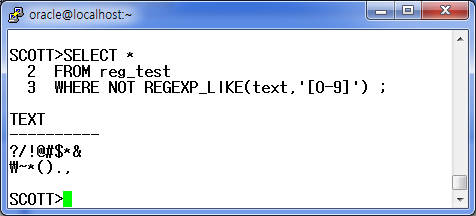 oracle@localhost:~
SCOTT>SELECT *
2 FROM reg_test
3 WHERE NOT REGEXP_LIKE(text,'[0-9]') ;
TEXT
----------
?/!@#$*&
₩~*().,
SCOTT>